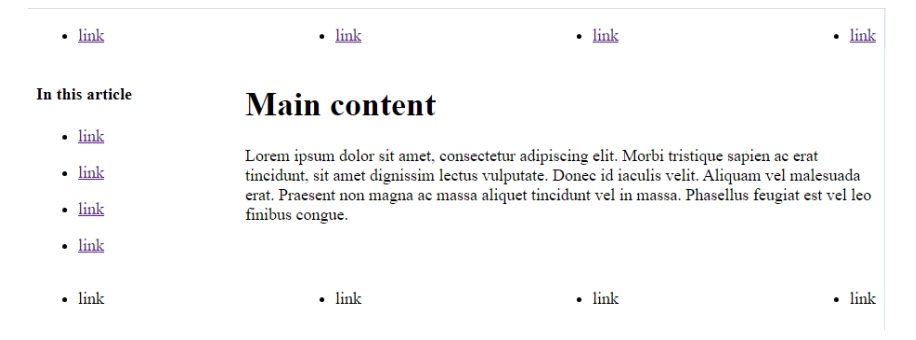 link link link link
In this article
Main content
link
Lorem ipsum dolor sit amet, consectetur adipiscing elit. Morbi tristique sapien ac erat
tincidunt, sit amet dignissim lectus vulputate. Donec id iaculis velit. Aliquam vel malesuada
erat. Praesent non magna ac massa aliquet tincidunt vel in massa. Phasellus feugiat est vel leo
finibus congue.
link
link
link
link link link link